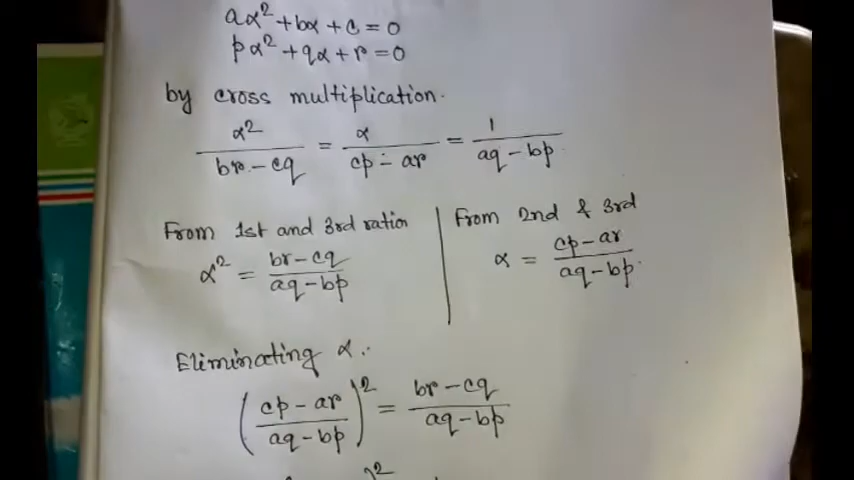 aα² + bα + c = 0
pα² + qα + r = 0
by cross multiplication.
α² / (br - cq) = α / (cp - ar) = 1 / (aq - bp)
From 1st and 3rd ration
α² = (br - cq) / (aq - bp)
From 2nd & 3rd
α = (cp - ar) / (aq - bp)
Eliminating α.
((cp - ar) / (aq - bp))² = (br - cq) / (aq - bp)